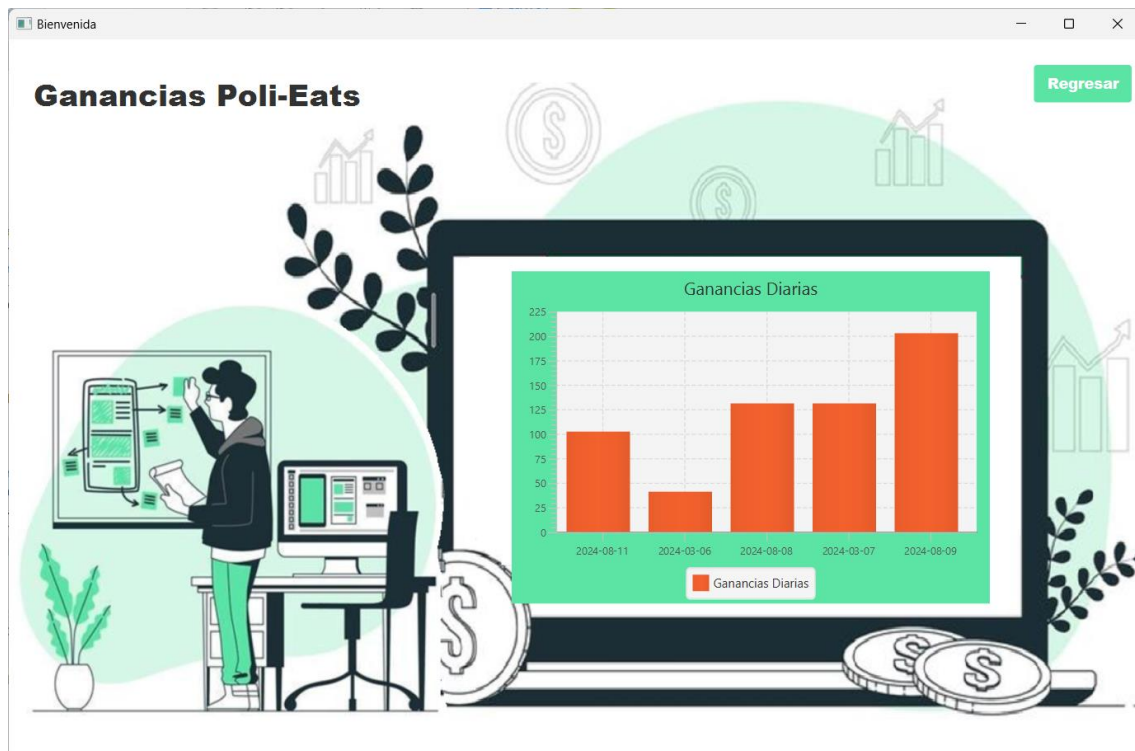 Bienvenida
Ganancias Poli-Eats
Regresar
Ganancias Diarias
225
200
175
150
125
100
75
50
25
0
2024-08-11 2024-03-06 2024-08-08 2024-03-07 2024-08-09
Ganancias Diarias